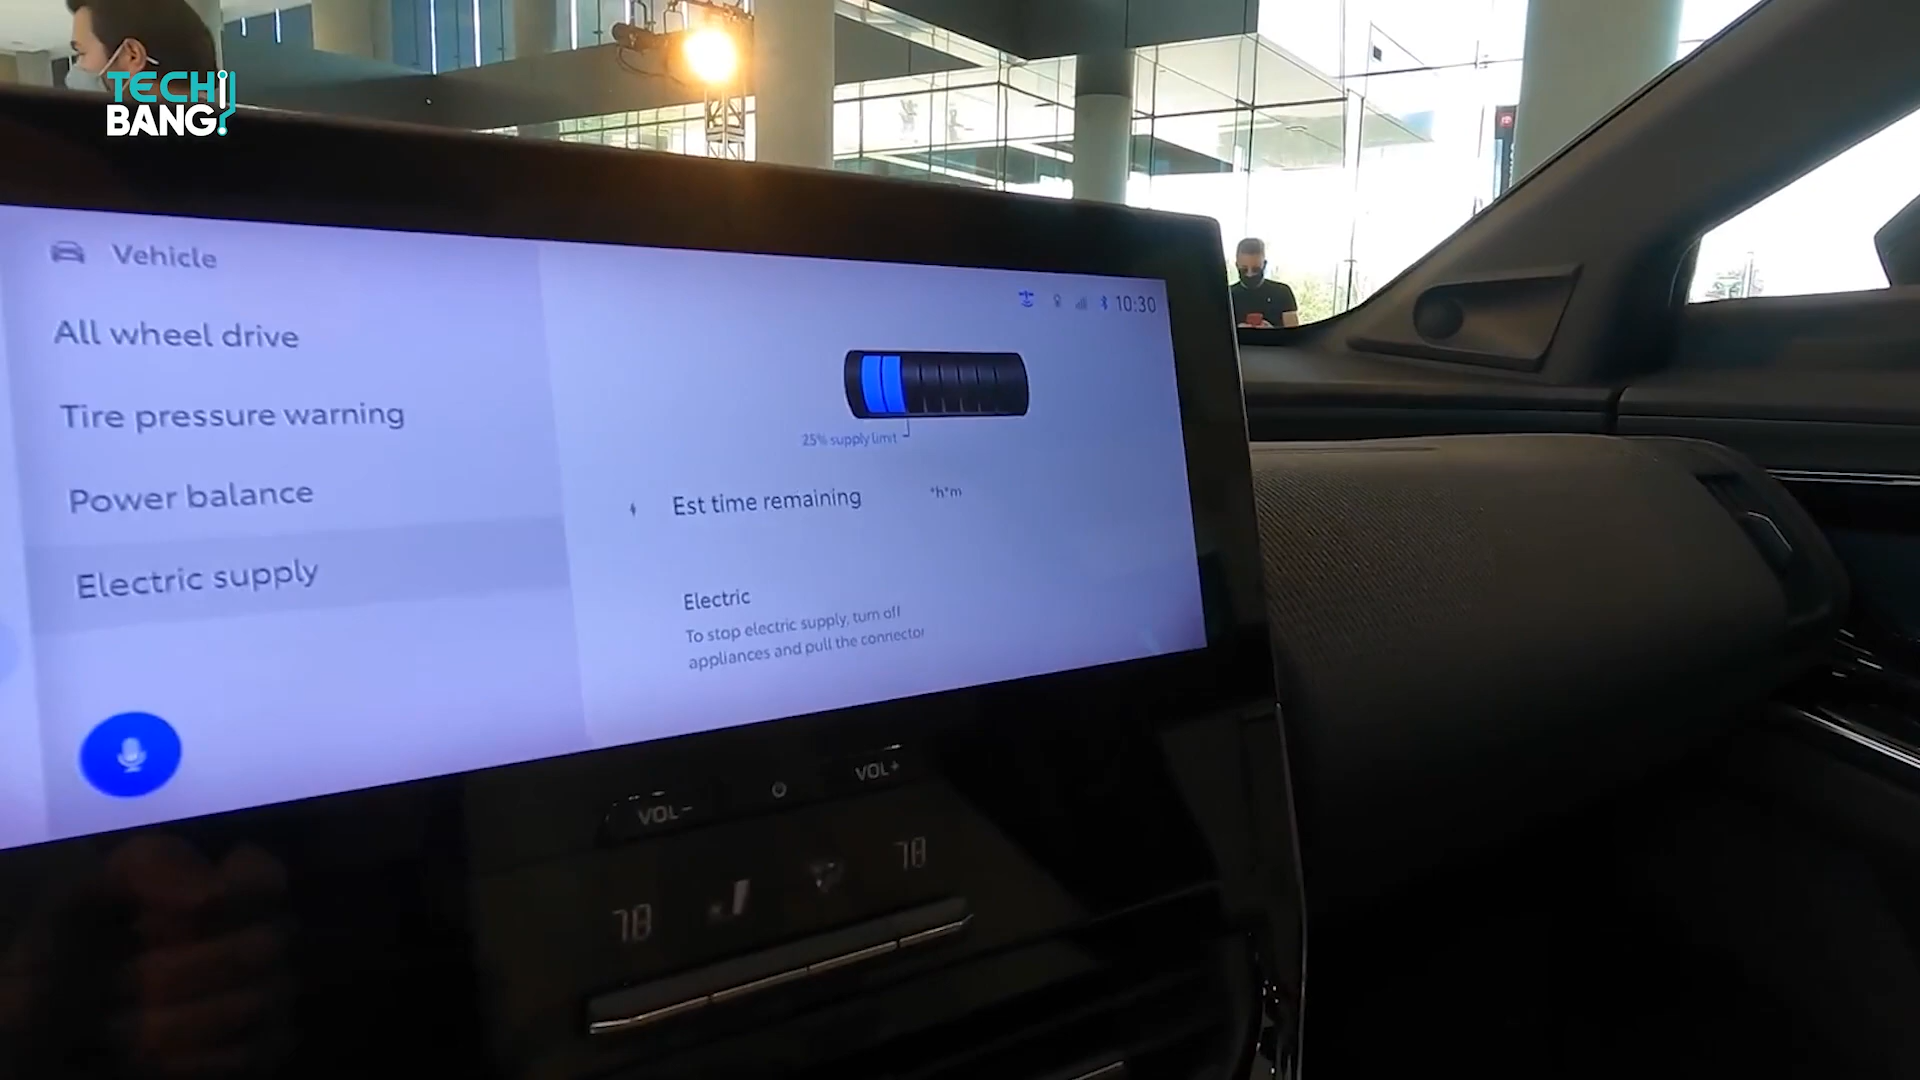 TECH
BANG!
Vehicle
All wheel drive
Tire pressure warning
Power balance
Electric supply
10:30
25% supply limit
Est time remaining
*h*m
Electric
To stop electric supply, turn off
appliances and pull the connector
VOL-
VOL+
78
78